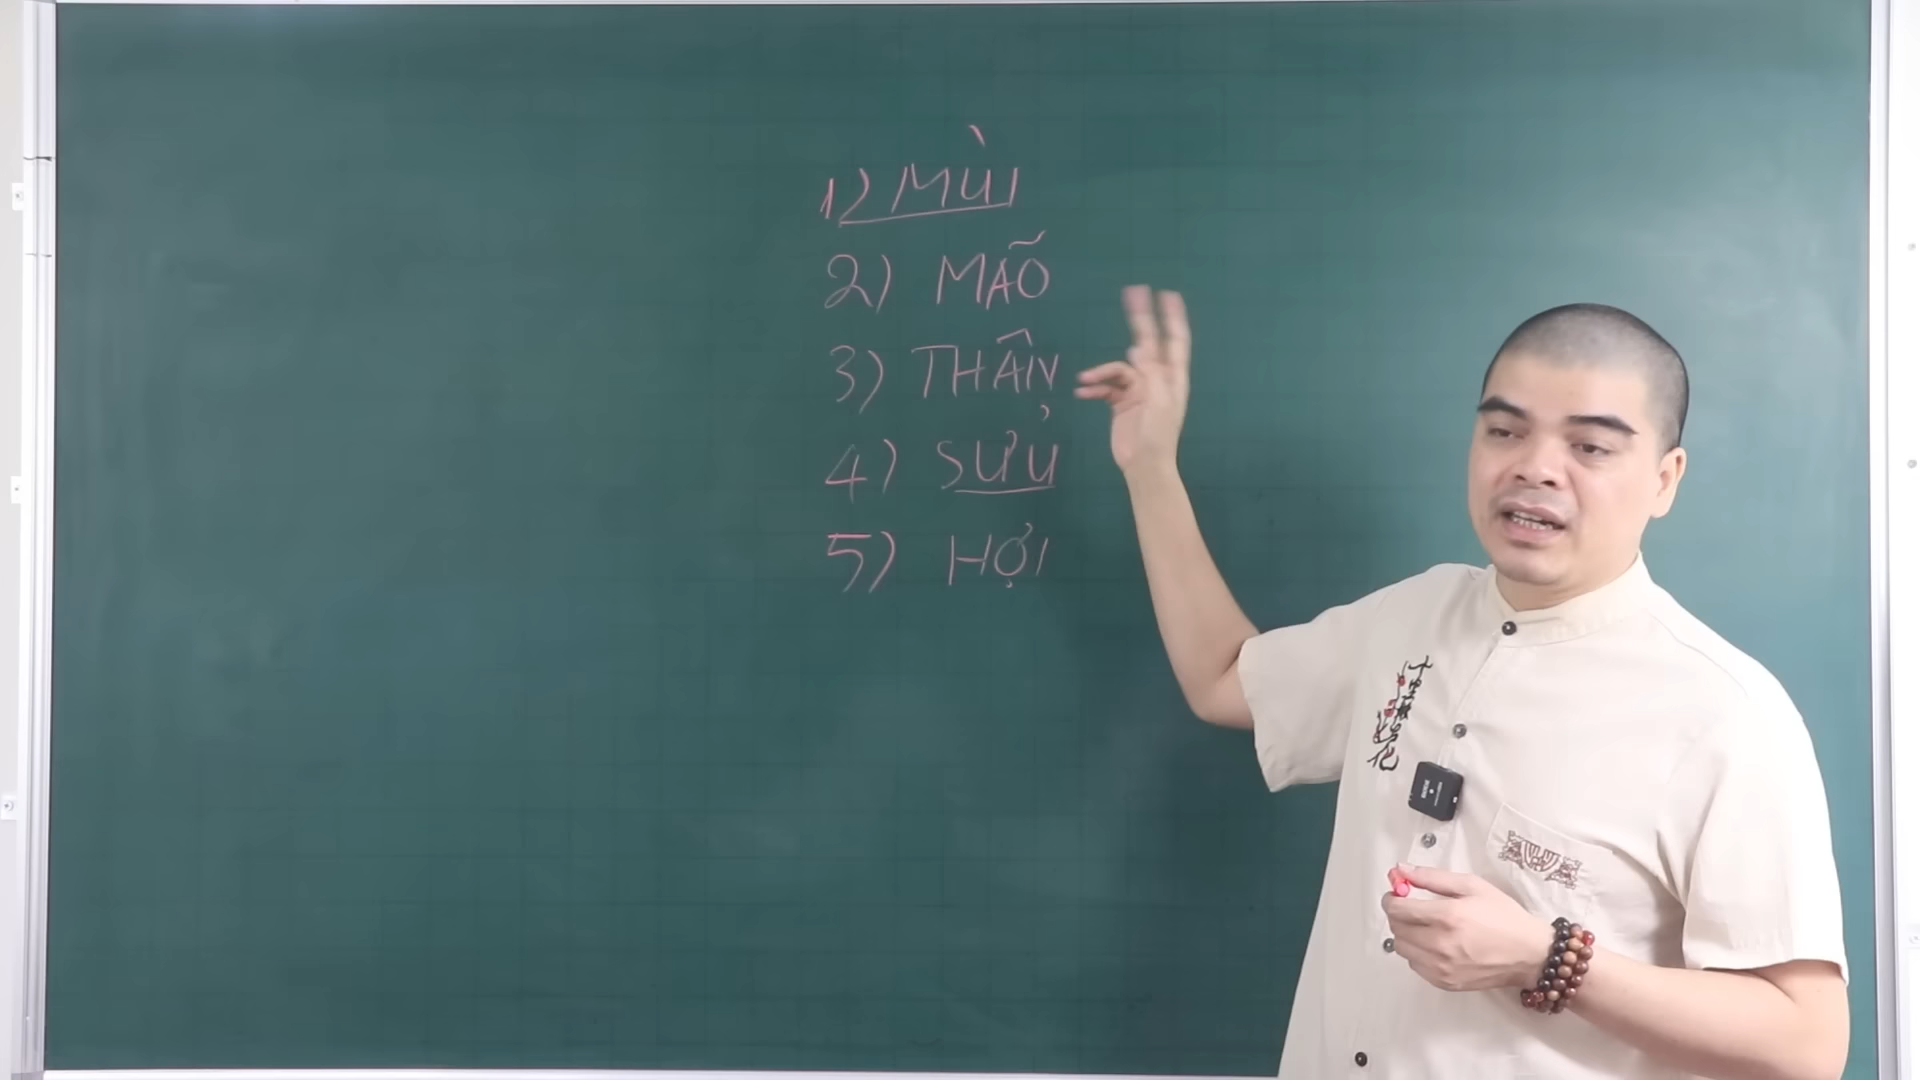 1) MÙI
2) MÃO
3) THÂN
4) SỬU
5) HỢI